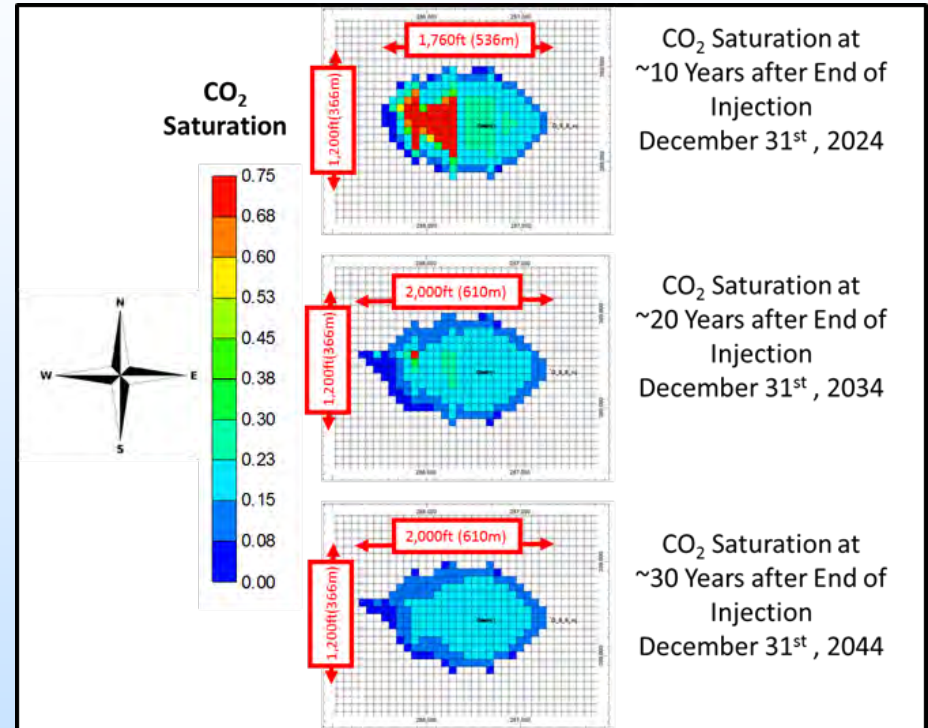 CO₂
Saturation
0.75
0.68
0.60
0.53
0.45
0.38
0.30
0.23
0.15
0.08
0.00
N
W
E
S
1,760ft (536m)
1,200ft(366m)
CO₂ Saturation at
~10 Years after End of
Injection
December 31ˢᵗ , 2024
2,000ft (610m)
1,200ft(366m)
CO₂ Saturation at
~20 Years after End of
Injection
December 31ˢᵗ , 2034
2,000ft (610m)
1,200ft(366m)
CO₂ Saturation at
~30 Years after End of
Injection
December 31ˢᵗ , 2044